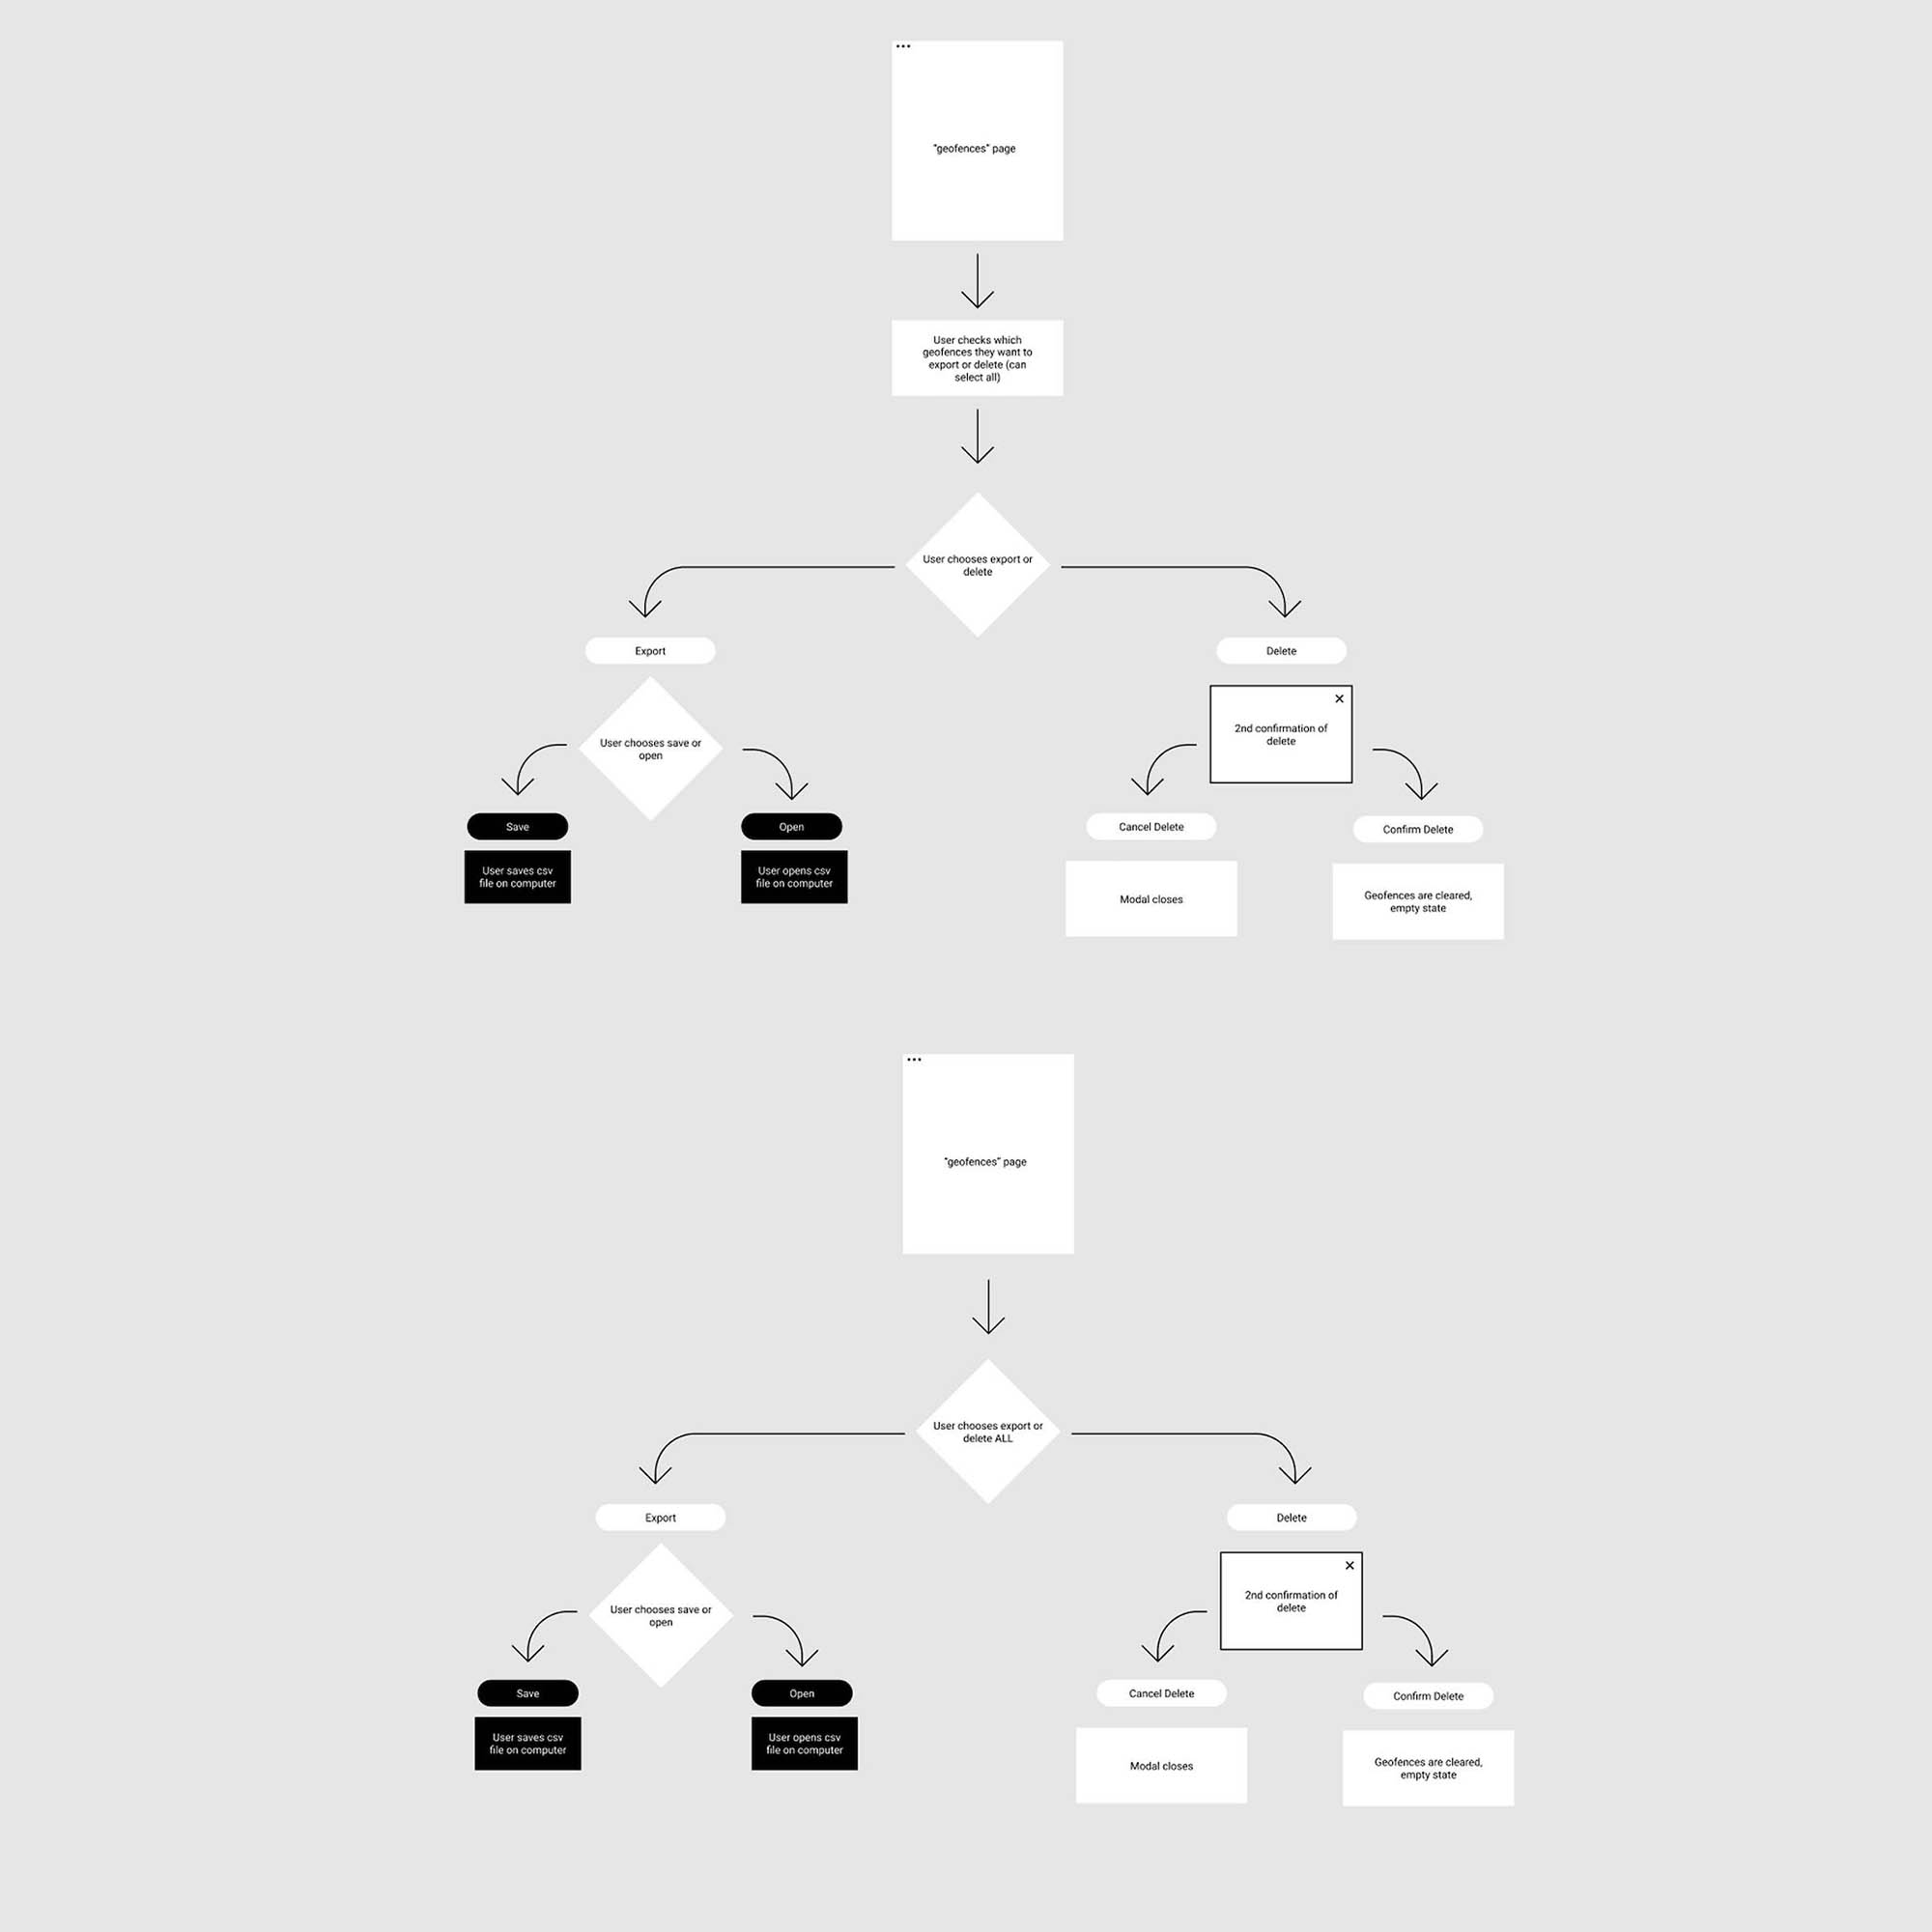 “geofences” page
User checks which
geofences they want to
export or delete (can
select all)
User chooses export or
delete
Export
Delete
User chooses save or
open
2nd confirmation of
delete
Save
Open
Cancel Delete
Confirm Delete
User saves csv
file on computer
User opens csv
file on computer
Modal closes
Geofences are cleared,
empty state
“geofences” page
User chooses export or
delete ALL
Export
Delete
User chooses save or
open
2nd confirmation of
delete
Save
Open
Cancel Delete
Confirm Delete
User saves csv
file on computer
User opens csv
file on computer
Modal closes
Geofences are cleared,
empty state